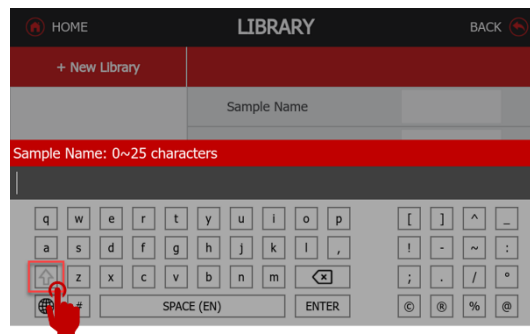 HOME LIBRARY BACK
+ New Library
Sample Name
Sample Name: 0~25 characters
q w e r t y u i o p [ ] ^ _
a s d f g h j k l , ! - ~ :
z x c v b n m ; . / °
# SPACE (EN) ENTER © ® % @